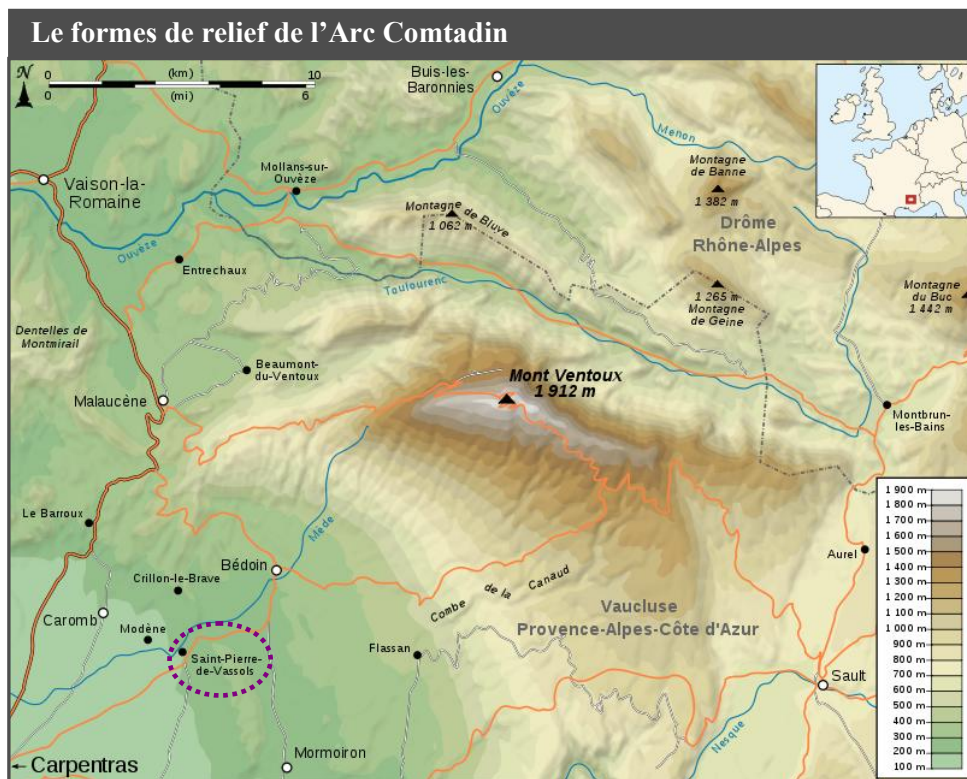 Le formes de relief de l’Arc Comtadin
N
0 (km) 10
0 (mi) 6
Buis-les-
Baronnies
Ouvèze
Menon
Mollans-sur-
Ouvèze
Vaison-la-
Romaine
Montagne
de Banne
1 382 m
Montagne de Bluye
1 062 m
Drôme
Rhône-Alpes
Ouvèze
Entrechaux
Toulourenc
1 265 m
Montagne
de Geine
Montagne
du Buc
1 442 m
Dentelles de
Montmirail
Beaumont-
du-Ventoux
Mont Ventoux
1 912 m
Malaucène
Montbrun-
les-Bains
Le Barroux
Mède
Bédoin
Aurel
Crillon-le-Brave
Combe de la Canaud
Caromb
Modène
Vaucluse
Provence-Alpes-Côte d'Azur
Saint-Pierre-
de-Vassols
Flassan
Sault
Nesque
Mormoiron
← Carpentras
1 900 m
1 800 m
1 700 m
1 600 m
1 500 m
1 400 m
1 300 m
1 200 m
1 100 m
1 000 m
900 m
800 m
700 m
600 m
500 m
400 m
300 m
200 m
100 m